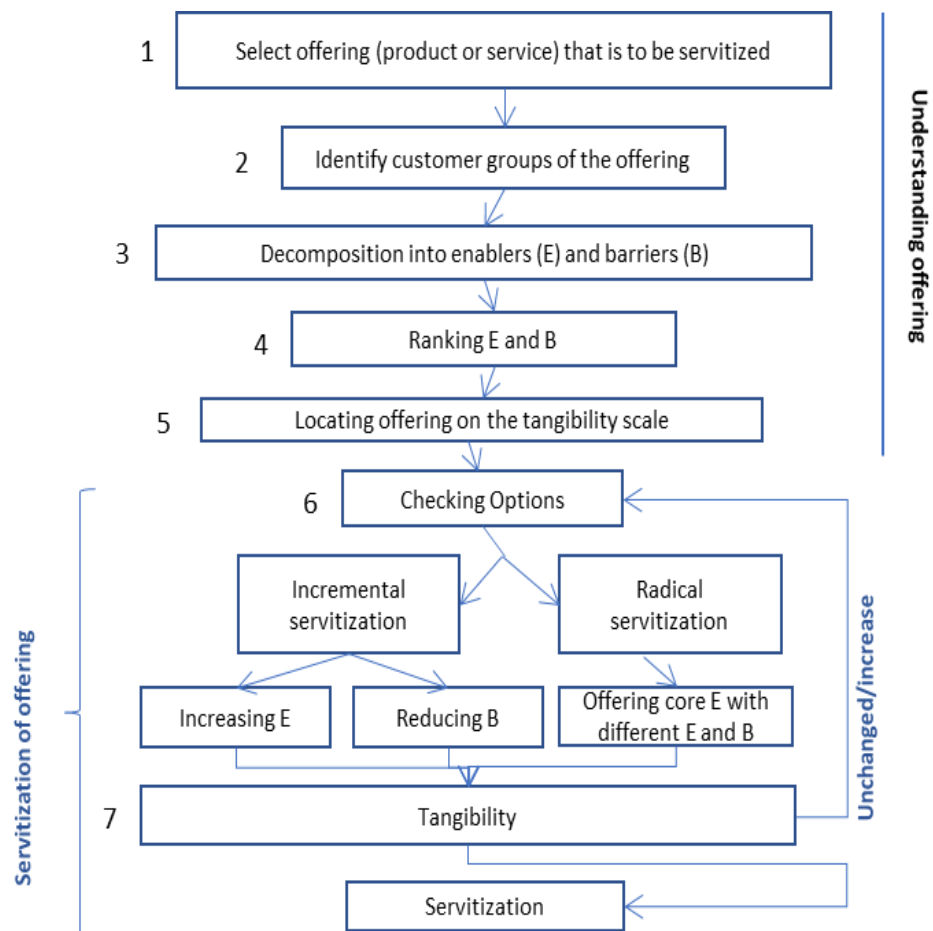 1
Select offering (product or service) that is to be servitized
2
Identify customer groups of the offering
3
Decomposition into enablers (E) and barriers (B)
4
Ranking E and B
5
Locating offering on the tangibility scale
Understanding offering
6
Checking Options
Incremental
servitization
Radical
servitization
Increasing E
Reducing B
Offering core E with
different E and B
Unchanged/increase
7
Tangibility
Servitization
Servitization of offering